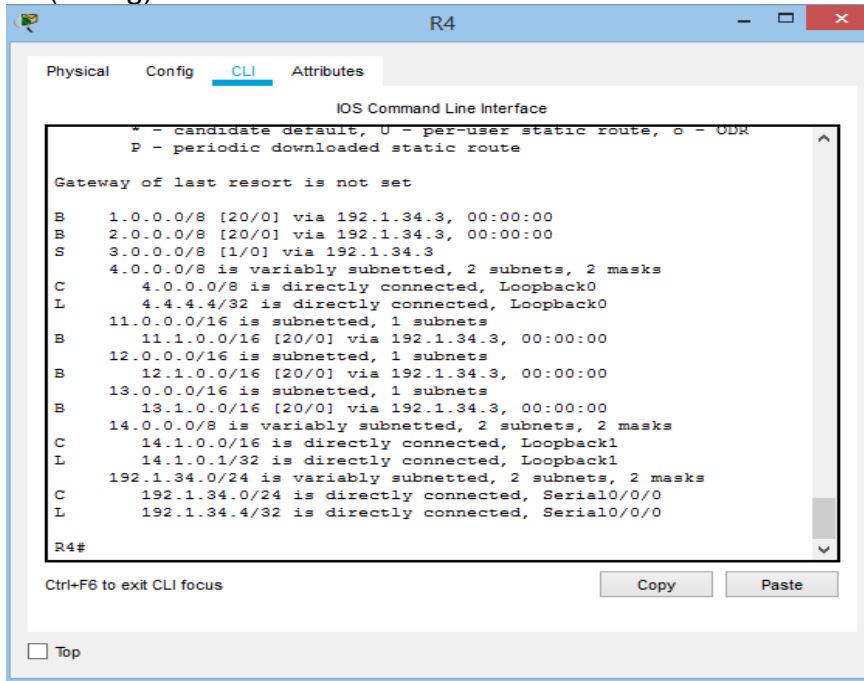 R4
Physical Config CLI Attributes
IOS Command Line Interface
* - candidate default, U - per-user static route, o - ODR
P - periodic downloaded static route
Gateway of last resort is not set
B 1.0.0.0/8 [20/0] via 192.1.34.3, 00:00:00
B 2.0.0.0/8 [20/0] via 192.1.34.3, 00:00:00
S 3.0.0.0/8 [1/0] via 192.1.34.3
4.0.0.0/8 is variably subnetted, 2 subnets, 2 masks
C 4.0.0.0/8 is directly connected, Loopback0
L 4.4.4.4/32 is directly connected, Loopback0
11.0.0.0/16 is subnetted, 1 subnets
B 11.1.0.0/16 [20/0] via 192.1.34.3, 00:00:00
12.0.0.0/16 is subnetted, 1 subnets
B 12.1.0.0/16 [20/0] via 192.1.34.3, 00:00:00
13.0.0.0/16 is subnetted, 1 subnets
B 13.1.0.0/16 [20/0] via 192.1.34.3, 00:00:00
14.0.0.0/8 is variably subnetted, 2 subnets, 2 masks
C 14.1.0.0/16 is directly connected, Loopback1
L 14.1.0.1/32 is directly connected, Loopback1
192.1.34.0/24 is variably subnetted, 2 subnets, 2 masks
C 192.1.34.0/24 is directly connected, Serial0/0/0
L 192.1.34.4/32 is directly connected, Serial0/0/0
R4#
Ctrl+F6 to exit CLI focus Copy Paste
Top